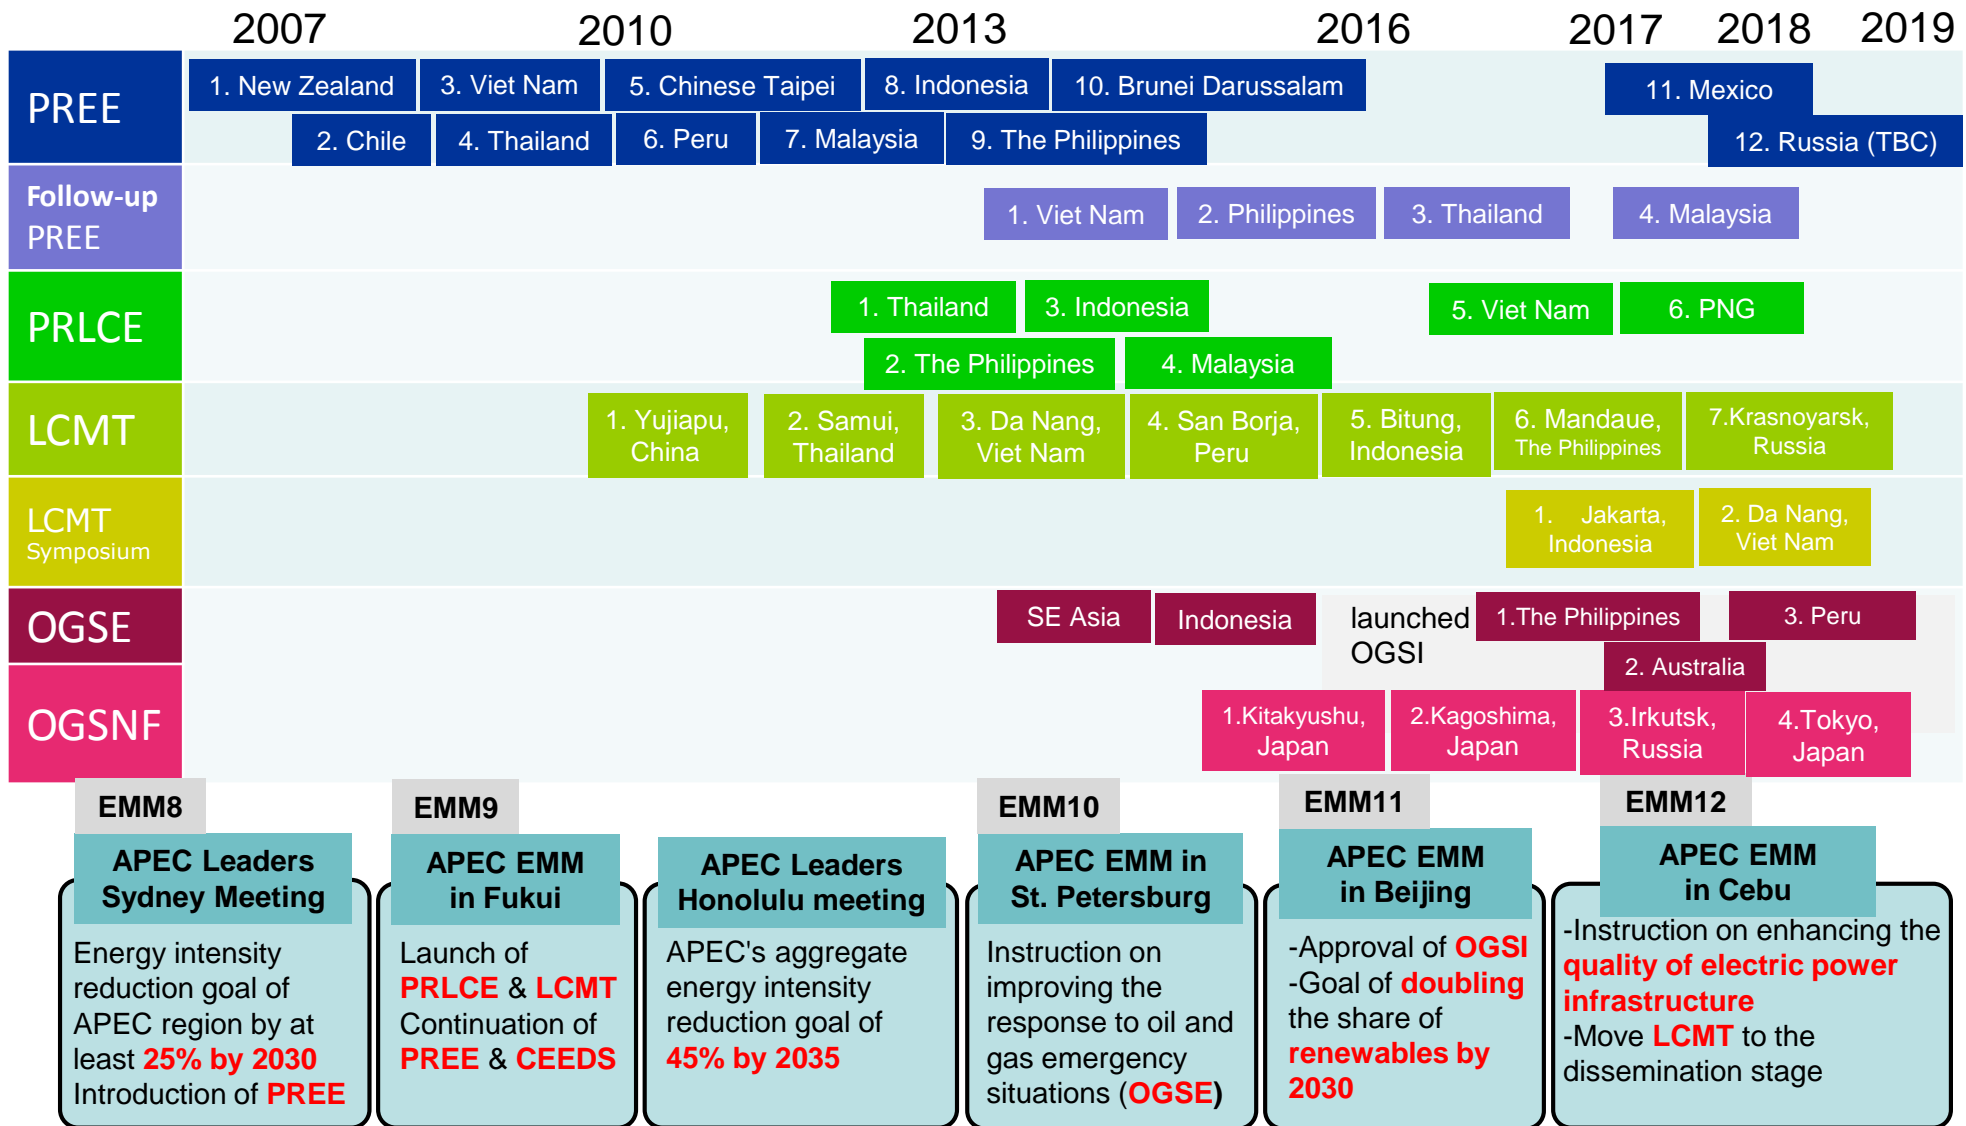 2007 2010 2013 2016 2017 2018 2019
PREE
1. New Zealand
3. Viet Nam
5. Chinese Taipei
8. Indonesia
10. Brunei Darussalam
11. Mexico
2. Chile
4. Thailand
6. Peru
7. Malaysia
9. The Philippines
12. Russia (TBC)
Follow-up
PREE
1. Viet Nam
2. Philippines
3. Thailand
4. Malaysia
PRLCE
1. Thailand
3. Indonesia
5. Viet Nam
6. PNG
2. The Philippines
4. Malaysia
LCMT
1. Yujiapu,
China
2. Samui,
Thailand
3. Da Nang,
Viet Nam
4. San Borja,
Peru
5. Bitung,
Indonesia
6. Mandaue,
The Philippines
7.Krasnoyarsk,
Russia
LCMT
Symposium
1. Jakarta,
Indonesia
2. Da Nang,
Viet Nam
OGSE
SE Asia
Indonesia
launched
OGSI
1.The Philippines
3. Peru
2. Australia
OGSNF
1.Kitakyushu,
Japan
2.Kagoshima,
Japan
3.Irkutsk,
Russia
4.Tokyo,
Japan
EMM8
APEC Leaders
Sydney Meeting
Energy intensity
reduction goal of
APEC region by at
least 25% by 2030
Introduction of PREE
EMM9
APEC EMM
in Fukui
Launch of
PRLCE & LCMT
Continuation of
PREE & CEEDS
APEC Leaders
Honolulu meeting
APEC's aggregate
energy intensity
reduction goal of
45% by 2035
EMM10
APEC EMM in
St. Petersburg
Instruction on
improving the
response to oil and
gas emergency
situations (OGSE)
EMM11
APEC EMM
in Beijing
-Approval of OGSI
-Goal of doubling
the share of
renewables by
2030
EMM12
APEC EMM
in Cebu
-Instruction on enhancing the
quality of electric power
infrastructure
-Move LCMT to the
dissemination stage